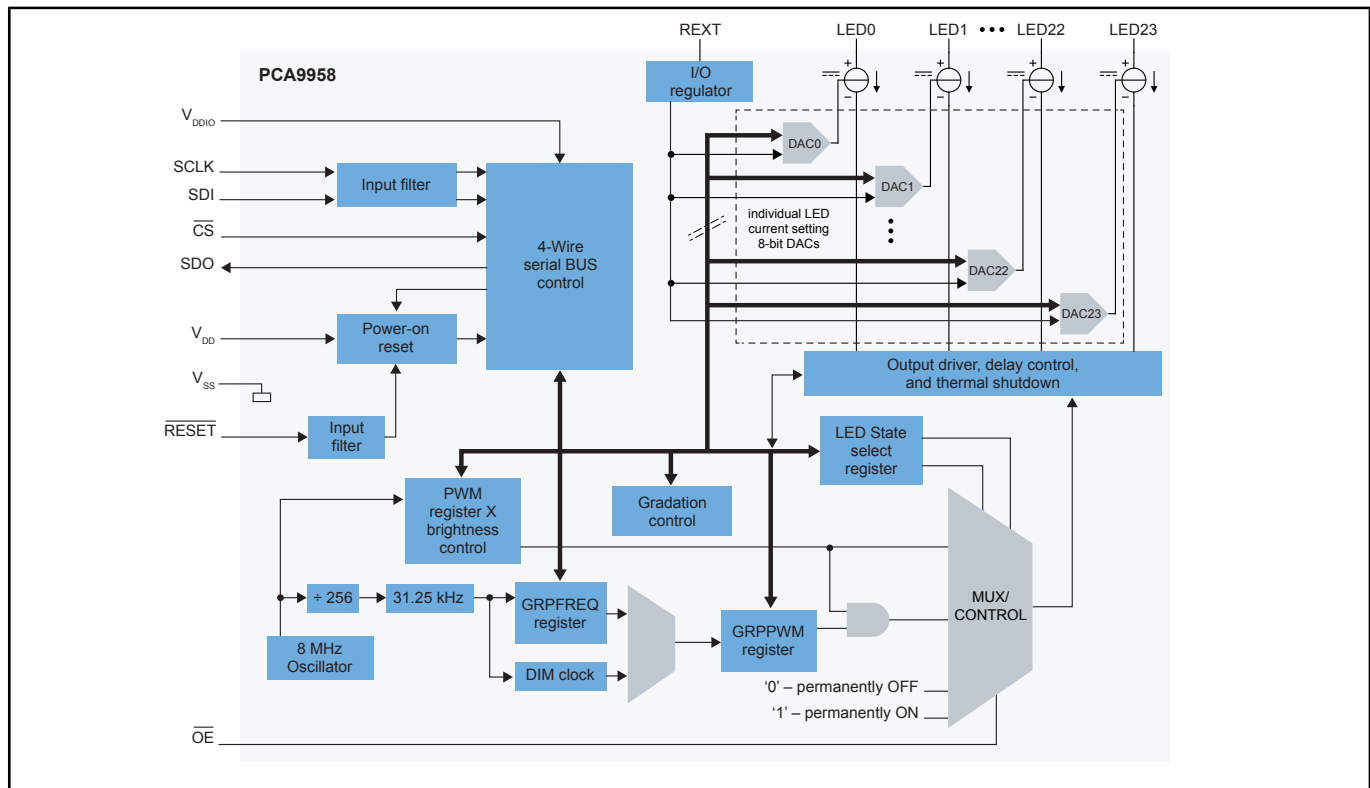 REXT
LED0
LED1
•••
LED22
LED23
PCA9958
I/O
regulator
VDDIO
SCLK
SDI
CS
SDO
VDD
VSS
RESET
Input filter
4-Wire
serial BUS
control
Power-on
reset
Input
filter
DAC0
DAC1
individual LED
current setting
8-bit DACs
DAC22
DAC23
Output driver, delay control,
and thermal shutdown
LED State
select
register
PWM
register X
brightness
control
Gradation
control
÷ 256
31.25 kHz
GRPFREQ
register
GRPPWM
register
MUX/
CONTROL
8 MHz
Oscillator
DIM clock
‘0’ – permanently OFF
‘1’ – permanently ON
OE
+
−
+
−
+
−
+
−